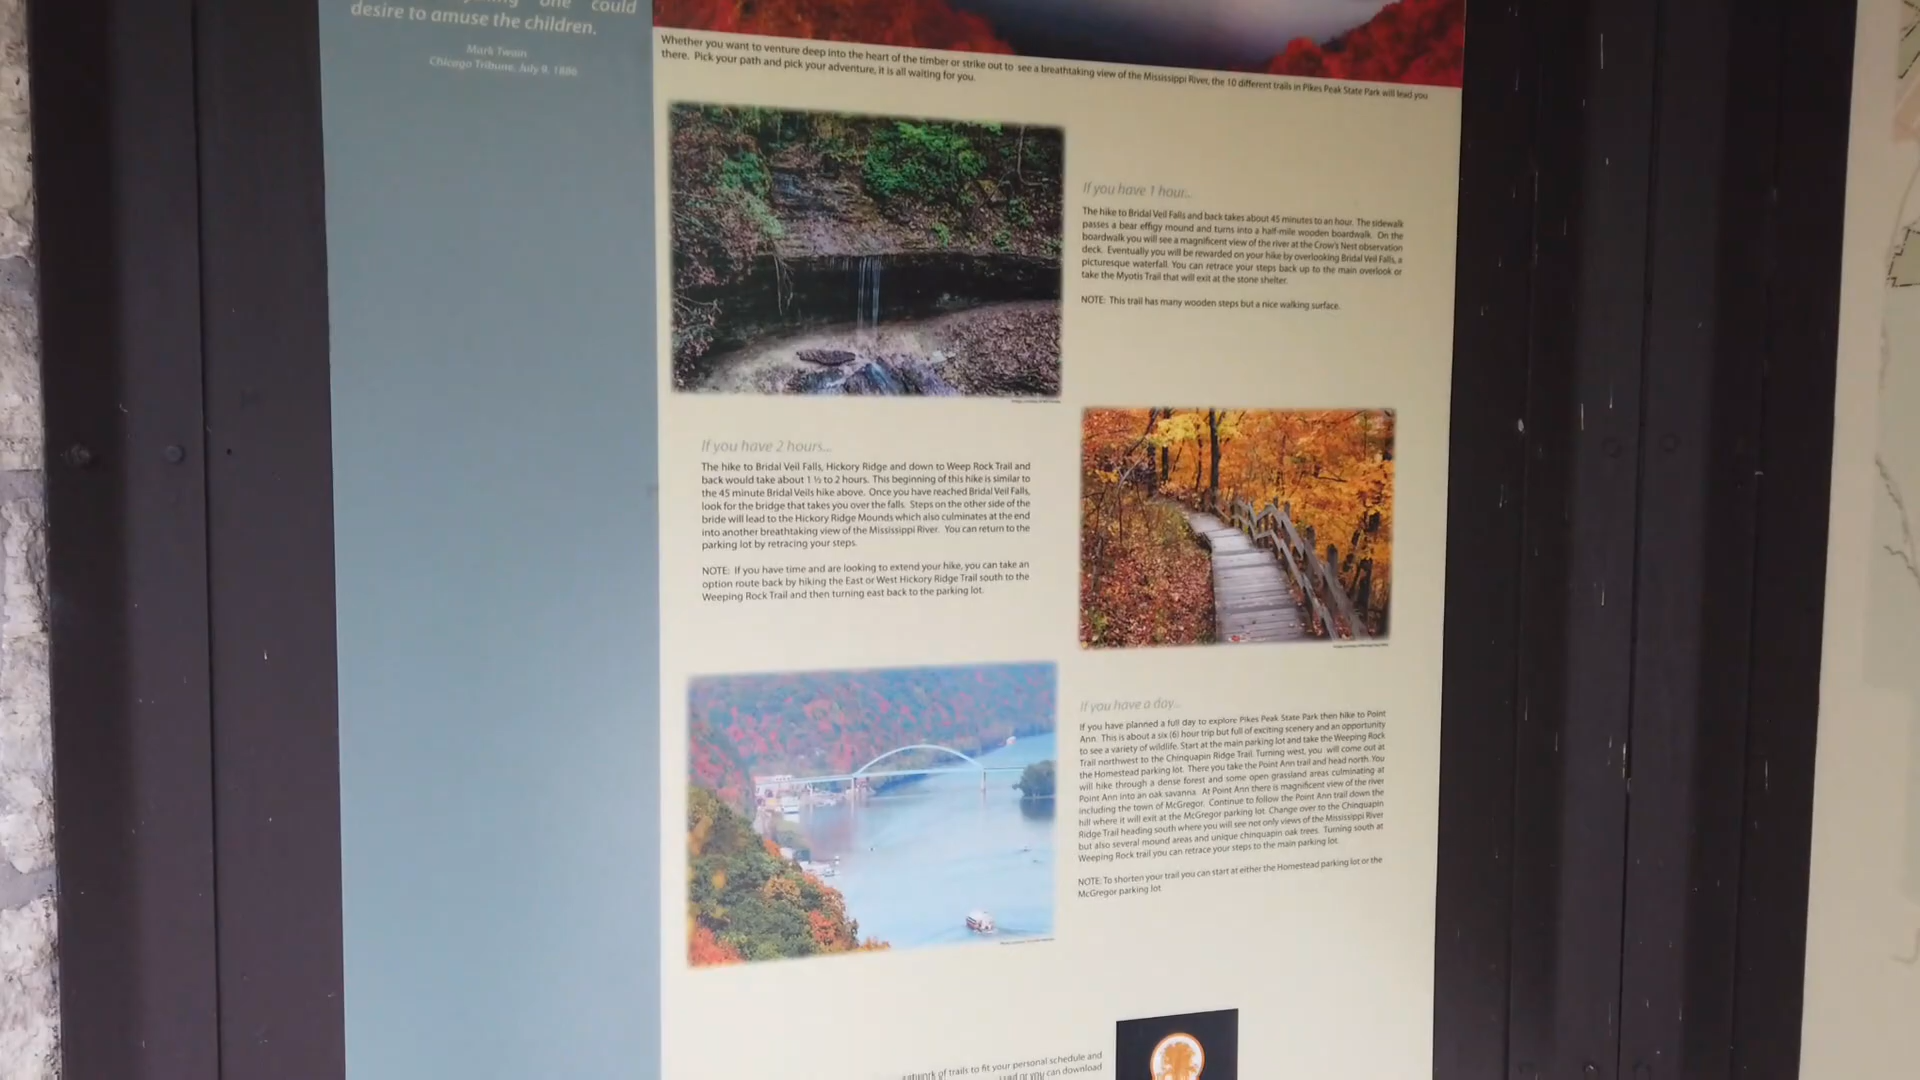 one could
desire to amuse the children.
Mark Twain
Chicago Tribune, July 9, 1886
Whether you want to venture deep into the heart of the timber or strike out to see a breathtaking view of the Mississippi River, the 10 different trails in Pikes Peak State Park will lead you
there. Pick your path and pick your adventure, it is all waiting for you.
If you have 1 hour...
The hike to Bridal Veil Falls and back takes about 45 minutes to an hour. The sidewalk
passes a bear effigy mound and turns into a half-mile wooden boardwalk. On the
boardwalk you will see a magnificent view of the river at the Crow's Nest observation
deck. Eventually you will be rewarded on your hike by overlooking Bridal Veil Falls, a
picturesque waterfall. You can retrace your steps back up to the main overlook or
take the Myotis Trail that will exit at the stone shelter.
NOTE: This trail has many wooden steps but a nice walking surface.
If you have 2 hours...
The hike to Bridal Veil Falls, Hickory Ridge and down to Weep Rock Trail and
back would take about 1 ½ to 2 hours. This beginning of this hike is similar to
the 45 minute Bridal Veils hike above. Once you have reached Bridal Veil Falls,
look for the bridge that takes you over the falls. Steps on the other side of the
bride will lead to the Hickory Ridge Mounds which also culminates at the end
into another breathtaking view of the Mississippi River. You can return to the
parking lot by retracing your steps.
NOTE: If you have time and are looking to extend your hike, you can take an
option route back by hiking the East or West Hickory Ridge Trail south to the
Weeping Rock Trail and then turning east back to the parking lot.
If you have a day...
If you have planned a full day to explore Pikes Peak State Park then hike to Point
Ann. This is about a six (6) hour trip but full of exciting scenery and an opportunity
to see a variety of wildlife. Start at the main parking lot and take the Weeping Rock
Trail northwest to the Chinquapin Ridge Trail. Turning west, you will come out at
the Homestead parking lot. There you take the Point Ann trail and head north. You
will hike through a dense forest and some open grassland areas culminating at
Point Ann into an oak savanna. At Point Ann there is magnificent view of the river
including the town of McGregor. Continue to follow the Point Ann trail down the
hill where it will exit at the McGregor parking lot. Change over to the Chinquapin
Ridge Trail heading south where you will see not only views of the Mississippi River
but also several mound areas and unique chinquapin oak trees. Turning south at
Weeping Rock trail you can retrace your steps to the main parking lot.
NOTE: To shorten your trail you can start at either the Homestead parking lot or the
McGregor parking lot.
of trails to fit your personal schedule and
or you can download